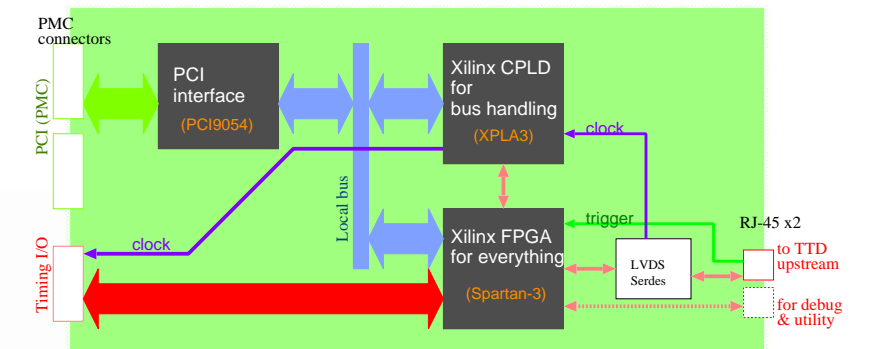 PMC
connectors
PCI (PMC)
Timing I/O
PCI
interface
(PCI9054)
Local bus
Xilinx CPLD
for
bus handling
(XPLA3)
clock
clock
trigger
Xilinx FPGA
for everything
(Spartan-3)
LVDS
Serdes
RJ-45 x2
to TTD
upstream
for debug
& utility